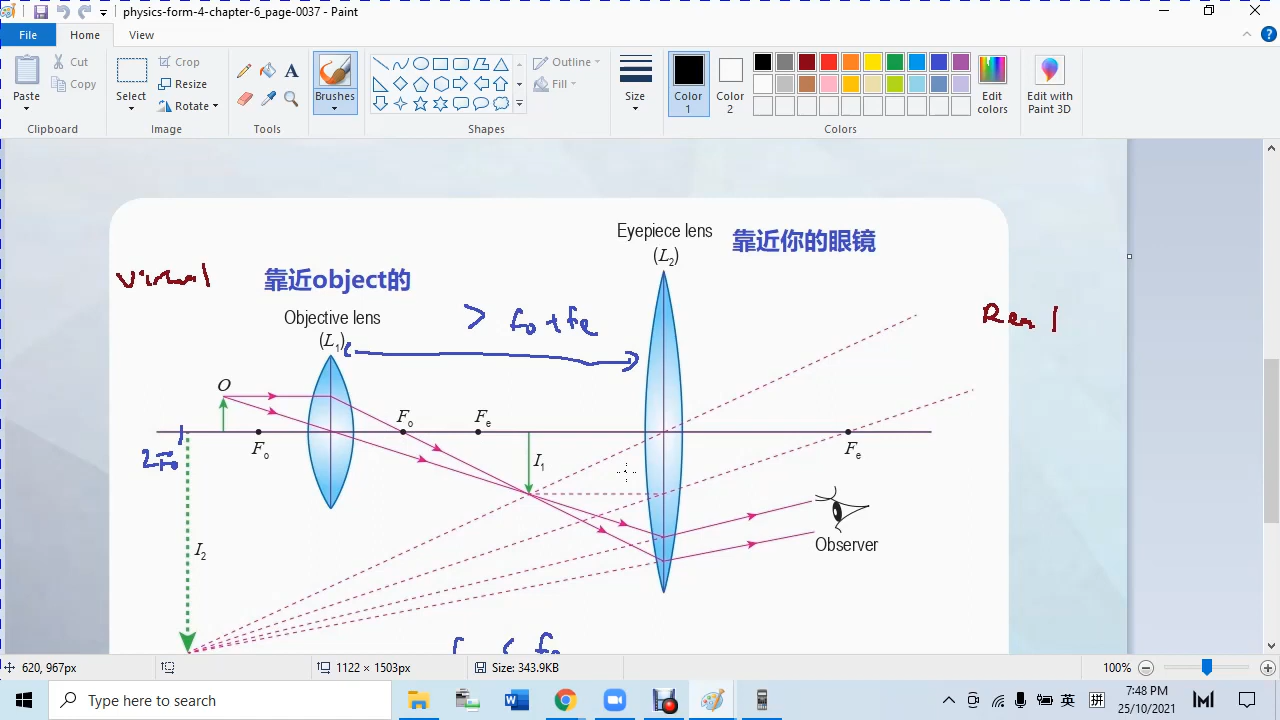 physics-form-4-chapter-6_page-0037 - Paint
File Home View
Paste
Cut
Copy
Clipboard
Select
Crop
Resize
Rotate
Image
Tools
Brushes
Shapes
Outline
Fill
Size
Color 1
Color 2
Colors
Edit colors
Edit with Paint 3D
Eyepiece lens
(L₂)
靠近你的眼镜
Virtual
靠近object的
Objective lens
(L₁)
> fo + fe
Real
O
Fo
Fe
2Fo
Fo
I₁
Fe
I₂
Observer
620, 967px
1122 × 1503px
Size: 343.9KB
100%
Type here to search
英
拼
7:48 PM
25/10/2021